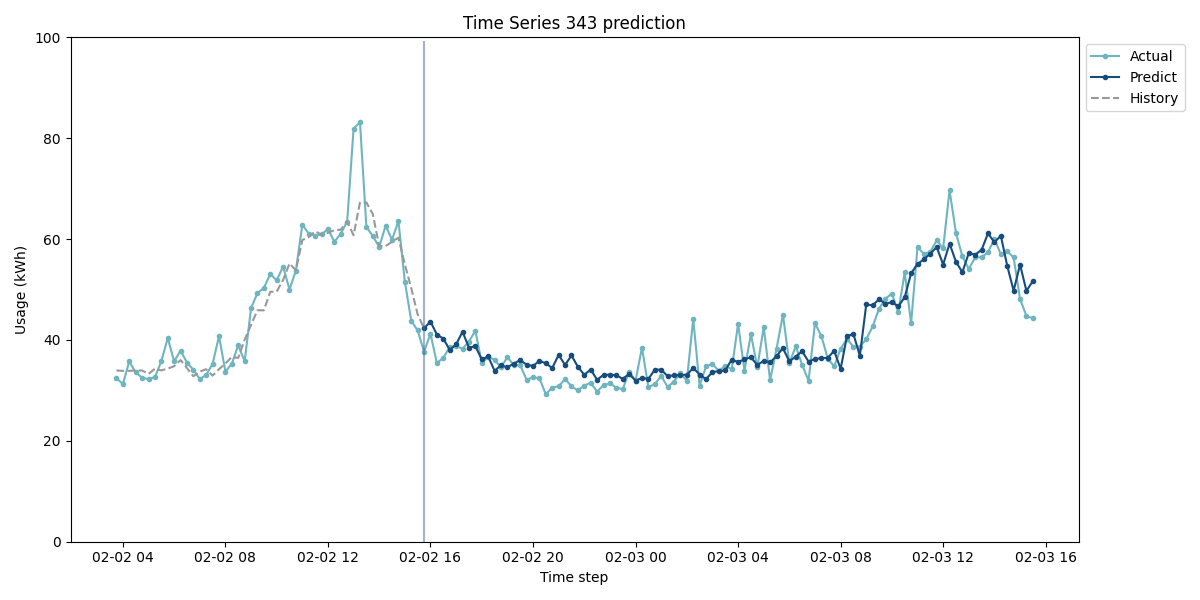 Time Series 343 prediction
Usage (kWh)
100
80
60
40
20
0
02-02 04
02-02 08
02-02 12
02-02 16
02-02 20
02-03 00
02-03 04
02-03 08
02-03 12
02-03 16
Time step
Actual
Predict
History